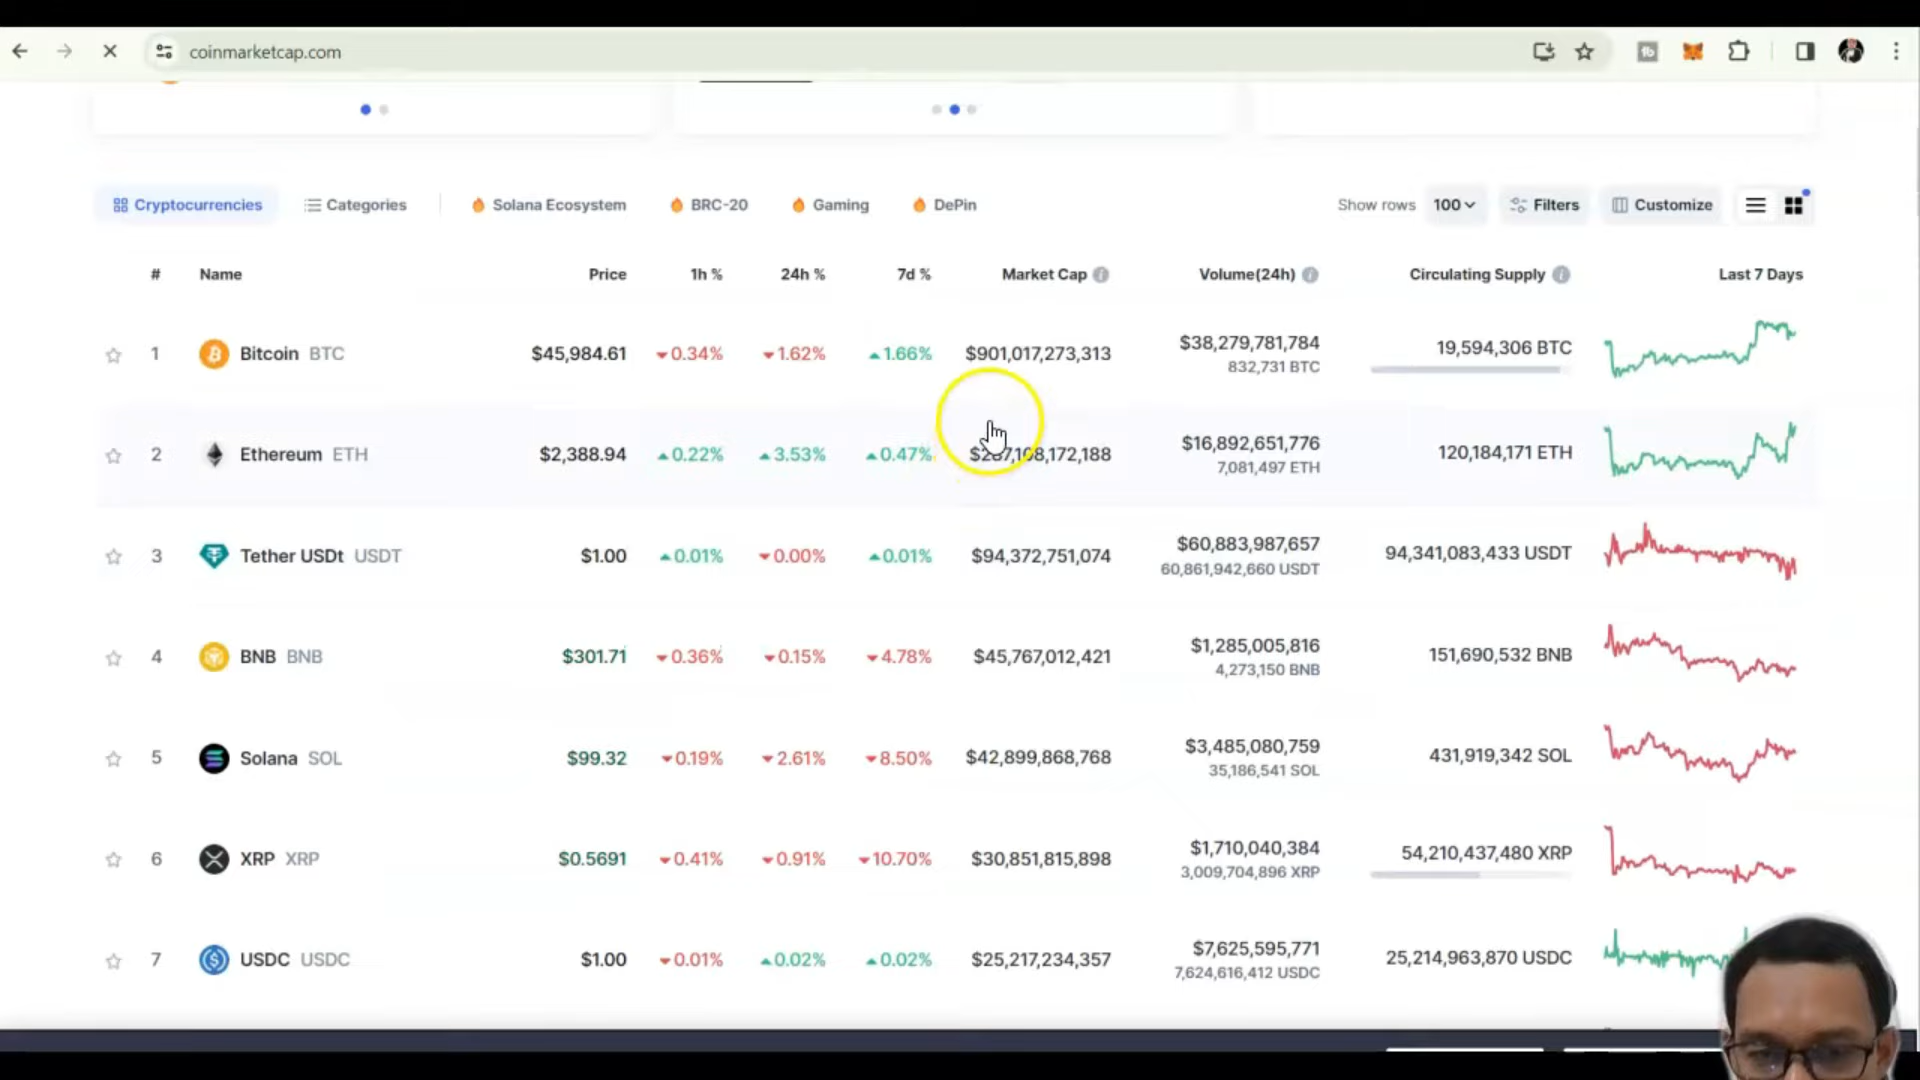 coinmarketcap.com
Cryptocurrencies Categories Solana Ecosystem BRC-20 Gaming DePin Show rows 100 Filters Customize
# Name Price 1h % 24h % 7d % Market Cap Volume(24h) Circulating Supply Last 7 Days
1 Bitcoin BTC $45,984.61 0.34% 1.62% 1.66% $901,017,273,313 $38,279,781,784 19,594,306 BTC
832,731 BTC
2 Ethereum ETH $2,388.94 0.22% 3.53% 0.47% $287,108,172,188 $16,892,651,776 120,184,171 ETH
7,081,497 ETH
3 Tether USDt USDT $1.00 0.01% 0.00% 0.01% $94,372,751,074 $60,883,987,657 94,341,083,433 USDT
60,861,942,660 USDT
4 BNB BNB $301.71 0.36% 0.15% 4.78% $45,767,012,421 $1,285,005,816 151,690,532 BNB
4,273,150 BNB
5 Solana SOL $99.32 0.19% 2.61% 8.50% $42,899,868,768 $3,485,080,759 431,919,342 SOL
35,186,541 SOL
6 XRP XRP $0.5691 0.41% 0.91% 10.70% $30,851,815,898 $1,710,040,384 54,210,437,480 XRP
3,009,704,896 XRP
7 USDC USDC $1.00 0.01% 0.02% 0.02% $25,217,234,357 $7,625,595,771 25,214,963,870 USDC
7,624,616,412 USDC